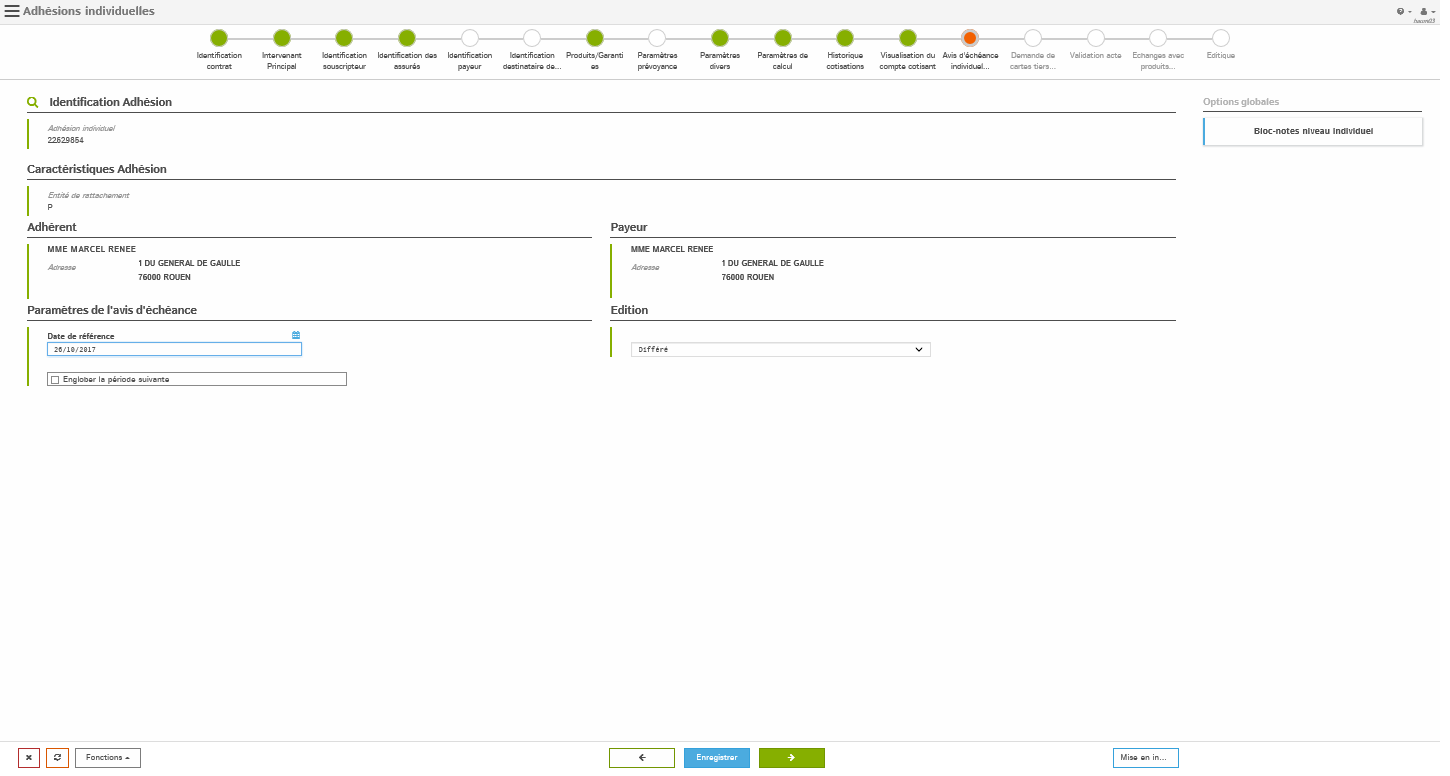 Adhésions individuelles
baum03
Identification contrat
Intervenant Principal
Identification souscripteur
Identification des assurés
Identification payeur
Identification destinataire de...
Produits/Garanti es
Paramètres prévoyance
Paramètres divers
Paramètres de calcul
Historique cotisations
Visualisation du compte cotisant
Avis d'échéance individuel...
Demande de cartes tiers...
Validation acte
Echanges avec produits...
Editique
Identification Adhésion
Adhésion individuel
22629854
Caractéristiques Adhésion
Entité de rattachement
P
Adhérent
MME MARCEL RENEE
Adresse
1 DU GENERAL DE GAULLE
76000 ROUEN
Payeur
MME MARCEL RENEE
Adresse
1 DU GENERAL DE GAULLE
76000 ROUEN
Paramètres de l'avis d'échéance
Date de référence
26/10/2017
Englober la période suivante
Edition
Différé
Options globales
Bloc-notes niveau individuel
Fonctions
Enregistrer
Mise en in...